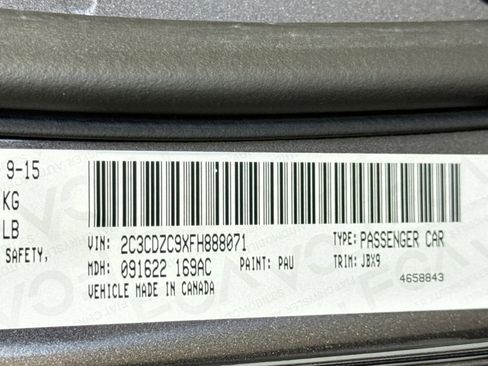 9-15
KG
LB
SAFETY,
VIN: 2C3CDZC9XFH888071 TYPE: PASSENGER CAR
MDH: 091622 169AC PAINT: PAU TRIM: JBX9
VEHICLE MADE IN CANADA 4658843